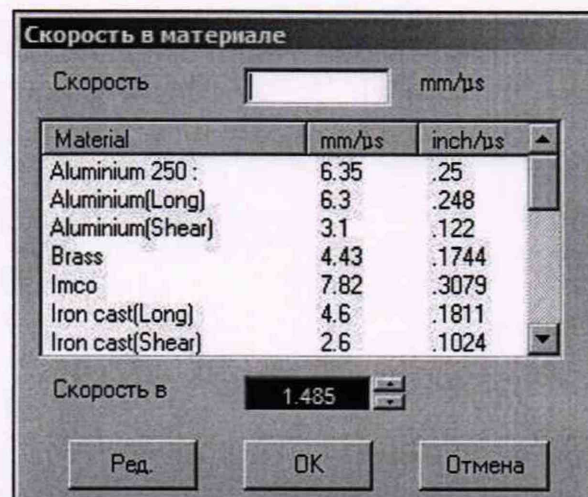 Скорость в материале
Скорость mm/µs
Material mm/µs inch/µs
Aluminium 250 : 6.35 .25
Aluminium(Long) 6.3 .248
Aluminium(Shear) 3.1 .122
Brass 4.43 .1744
Imco 7.82 .3079
Iron cast(Long) 4.6 .1811
Iron cast(Shear) 2.6 .1024
Скорость в 1.485
Ред. OK Отмена